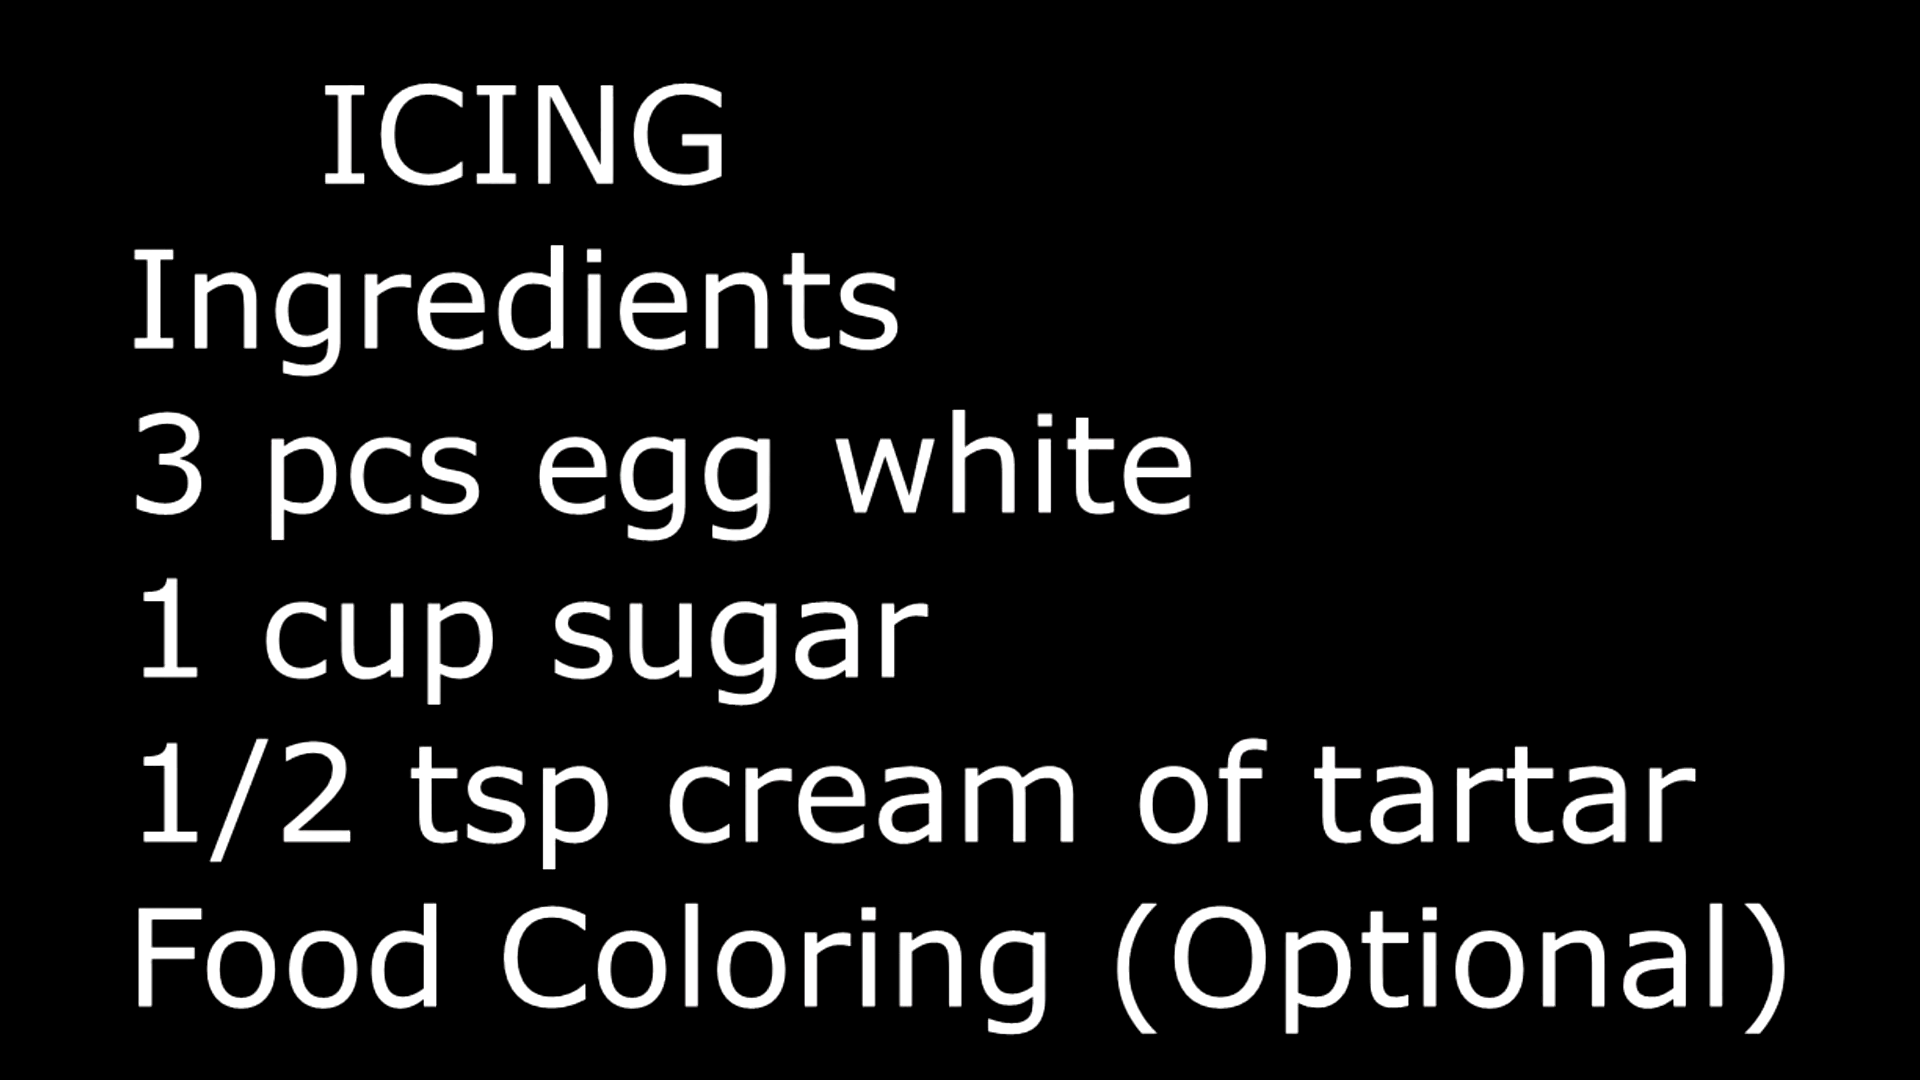 ICING
Ingredients
3 pcs egg white
1 cup sugar
1/2 tsp cream of tartar
Food Coloring (Optional)